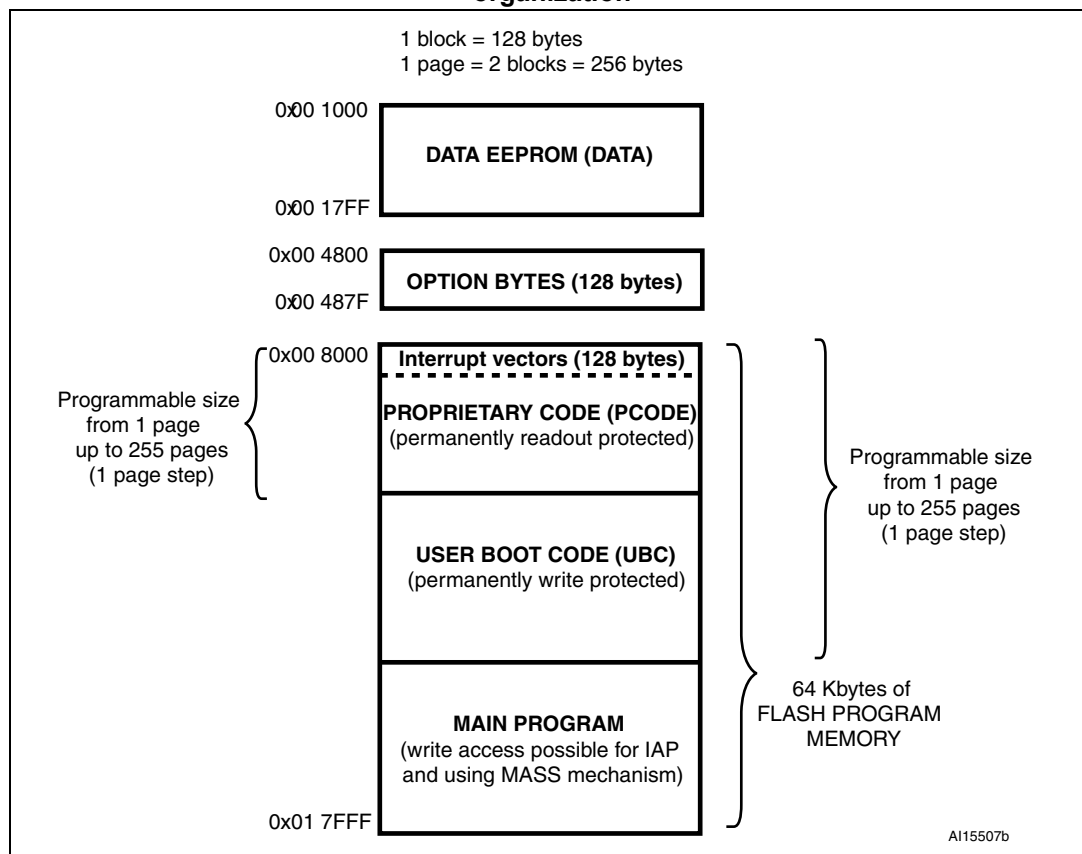 organization
1 block = 128 bytes
1 page = 2 blocks = 256 bytes
0x00 1000
DATA EEPROM (DATA)
0x00 17FF
0x00 4800
OPTION BYTES (128 bytes)
0x00 487F
0x00 8000
Interrupt vectors (128 bytes)
Programmable size
from 1 page
up to 255 pages
(1 page step)
PROPRIETARY CODE (PCODE)
(permanently readout protected)
Programmable size
from 1 page
up to 255 pages
(1 page step)
USER BOOT CODE (UBC)
(permanently write protected)
64 Kbytes of
FLASH PROGRAM
MEMORY
MAIN PROGRAM
(write access possible for IAP
and using MASS mechanism)
0x01 7FFF
AI15507b